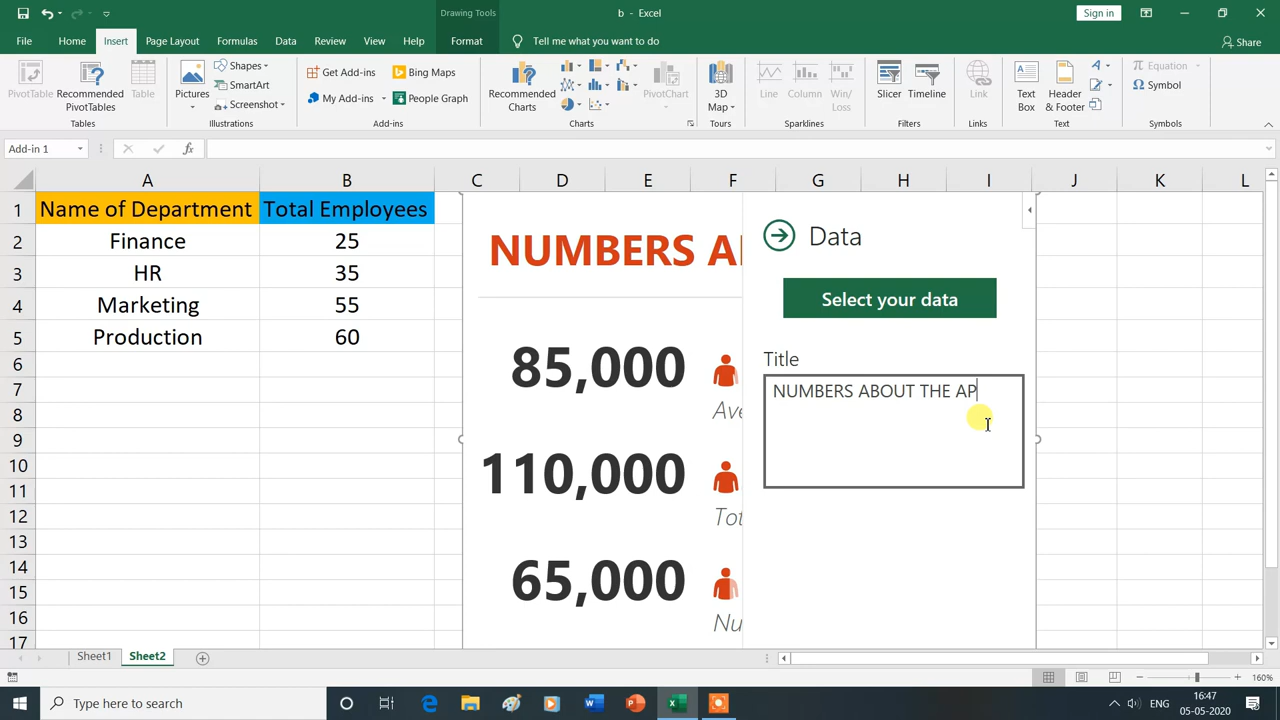 Drawing Tools
b - Excel
Sign in
File Home Insert Page Layout Formulas Data Review View Help Format Tell me what you want to do Share
PivotTable
Recommended PivotTables
Table
Tables
Pictures
Shapes
SmartArt
Screenshot
Illustrations
Get Add-ins
My Add-ins
Bing Maps
People Graph
Add-ins
Recommended Charts
PivotChart
Charts
3D Map
Tours
Line
Column
Win/Loss
Sparklines
Slicer
Timeline
Filters
Link
Links
Text Box
Header & Footer
Text
Equation
Symbol
Symbols
Add-in 1
fx
A B C D E F G H I J K L
1 Name of Department Total Employees
2 Finance 25
3 HR 35
4 Marketing 55
5 Production 60
6
7
8
9
10
11
12
13
14
15
16
17
NUMBERS A
85,000
Ave
110,000
Tot
65,000
Nu
Data
Select your data
Title
NUMBERS ABOUT THE AP
Sheet1 Sheet2
160%
Type here to search
ENG
16:47
05-05-2020